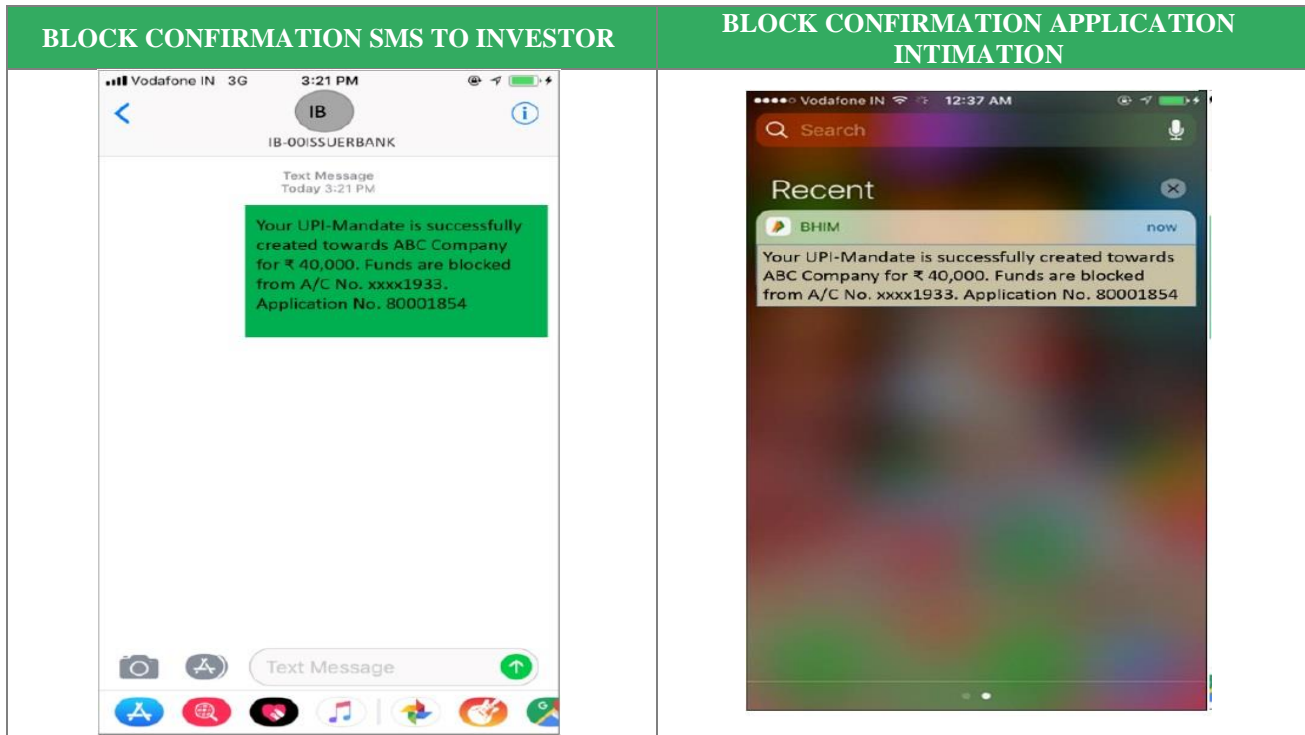 BLOCK CONFIRMATION SMS TO INVESTOR
BLOCK CONFIRMATION APPLICATION
INTIMATION
Vodafone IN 3G 3:21 PM
IB
IB-00ISSUERBANK
Text Message
Today 3:21 PM
Your UPI-Mandate is successfully
created towards ABC Company
for ₹ 40,000. Funds are blocked
from A/C No. xxxx1933.
Application No. 80001854
Text Message
Vodafone IN 12:37 AM
Search
Recent
BHIM now
Your UPI-Mandate is successfully created towards
ABC Company for ₹ 40,000. Funds are blocked
from A/C No. xxxx1933. Application No. 80001854